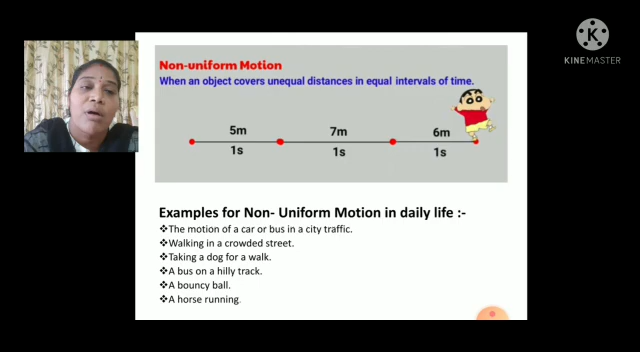 Non-uniform Motion
When an object covers unequal distances in equal intervals of time.
5m 7m 6m
1s 1s 1s
Examples for Non- Uniform Motion in daily life :-
❖The motion of a car or bus in a city traffic.
❖Walking in a crowded street.
❖Taking a dog for a walk.
❖A bus on a hilly track.
❖A bouncy ball.
❖A horse running.
K
KINEMASTER